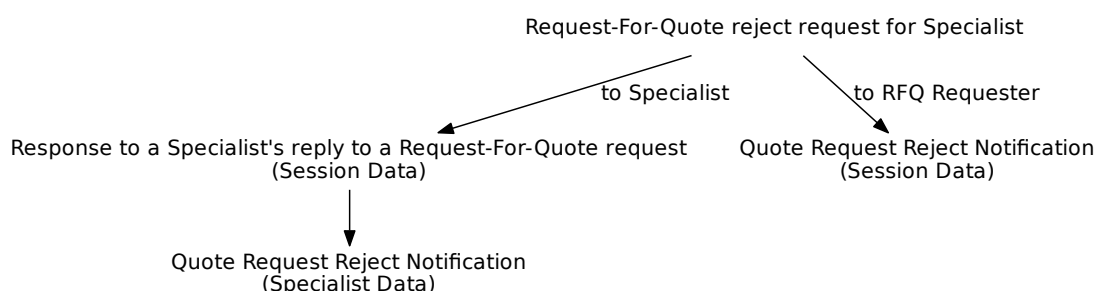 Request-For-Quote reject request for Specialist
to Specialist
to RFQ Requester
Response to a Specialist's reply to a Request-For-Quote request
(Session Data)
Quote Request Reject Notification
(Session Data)
Quote Request Reject Notification
(Specialist Data)